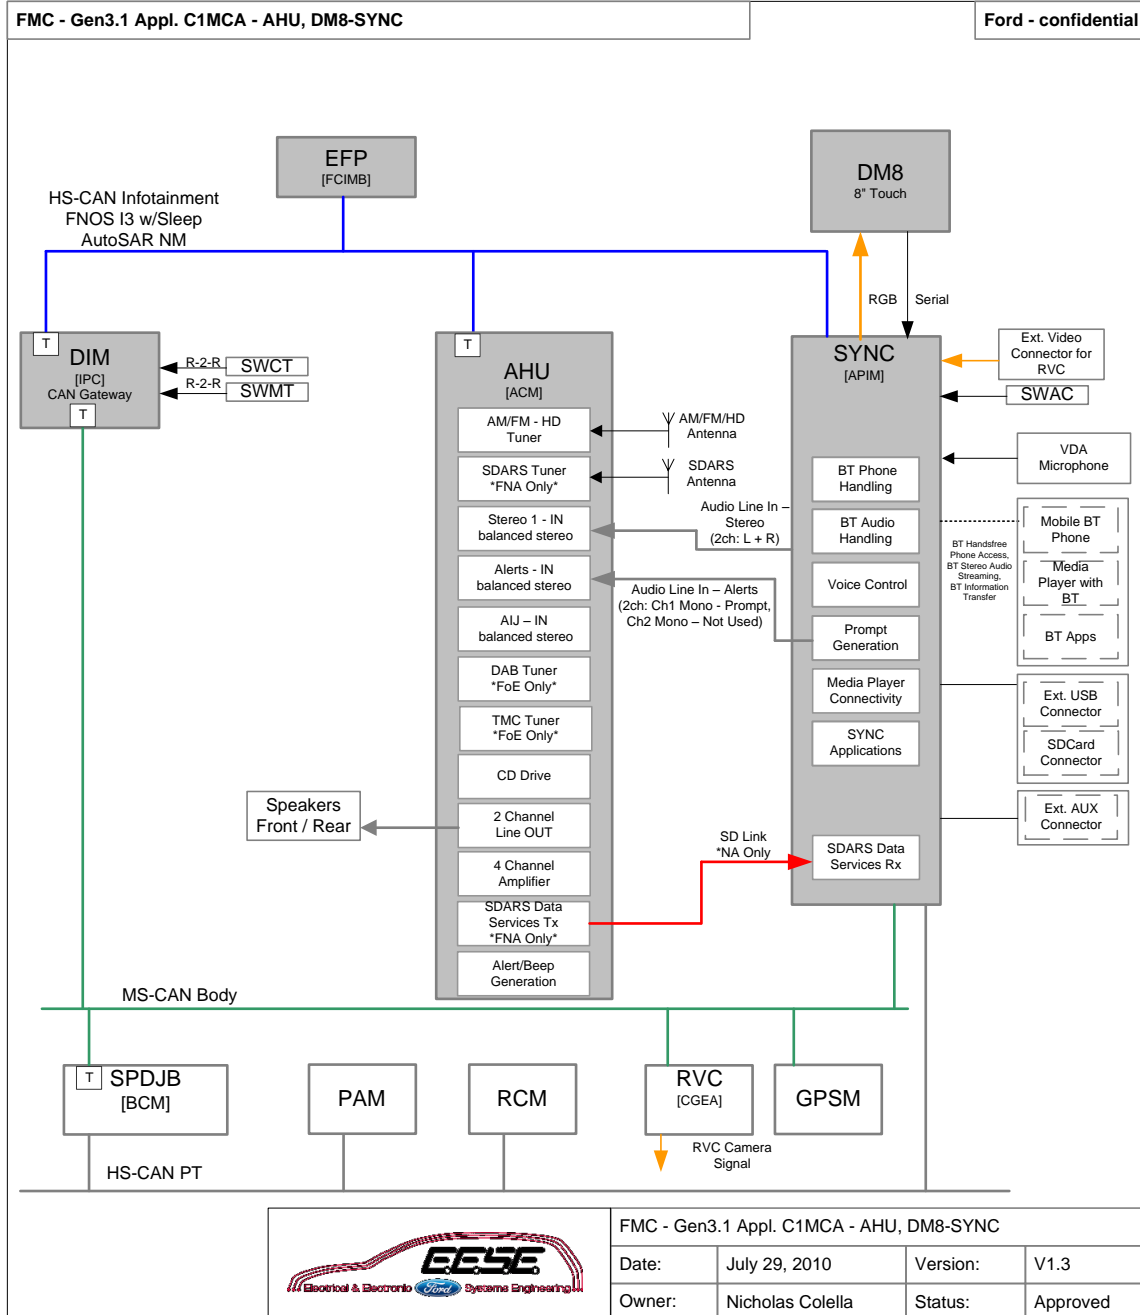 FMC - Gen3.1 Appl. C1MCA - AHU, DM8-SYNC
Ford - confidential
EFP
[FCIMB]
DM8
8" Touch
HS-CAN Infotainment
FNOS I3 w/Sleep
AutoSAR NM
RGB
Serial
T
DIM
[IPC]
CAN Gateway
T
R-2-R
SWCT
R-2-R
SWMT
T
AHU
[ACM]
AM/FM - HD
Tuner
SDARS Tuner
*FNA Only*
Stereo 1 - IN
balanced stereo
Alerts - IN
balanced stereo
AIJ – IN
balanced stereo
DAB Tuner
*FoE Only*
TMC Tuner
*FoE Only*
CD Drive
2 Channel
Line OUT
4 Channel
Amplifier
SDARS Data
Services Tx
*FNA Only*
Alert/Beep
Generation
AM/FM/HD
Antenna
SDARS
Antenna
Audio Line In –
Stereo
(2ch: L + R)
Audio Line In – Alerts
(2ch: Ch1 Mono - Prompt,
Ch2 Mono – Not Used)
Speakers
Front / Rear
SD Link
*NA Only
SYNC
[APIM]
BT Phone
Handling
BT Audio
Handling
Voice Control
Prompt
Generation
Media Player
Connectivity
SYNC
Applications
SDARS Data
Services Rx
Ext. Video
Connector for
RVC
SWAC
VDA
Microphone
BT Handsfree
Phone Access,
BT Stereo Audio
Streaming,
BT Information
Transfer
Mobile BT
Phone
Media
Player with
BT
BT Apps
Ext. USB
Connector
SDCard
Connector
Ext. AUX
Connector
MS-CAN Body
T
SPDJB
[BCM]
PAM
RCM
RVC
[CGEA]
GPSM
RVC Camera
Signal
HS-CAN PT
EESE
Electrical & Electronic Ford Systems Engineering
FMC - Gen3.1 Appl. C1MCA - AHU, DM8-SYNC
Date: July 29, 2010 Version: V1.3
Owner: Nicholas Colella Status: Approved